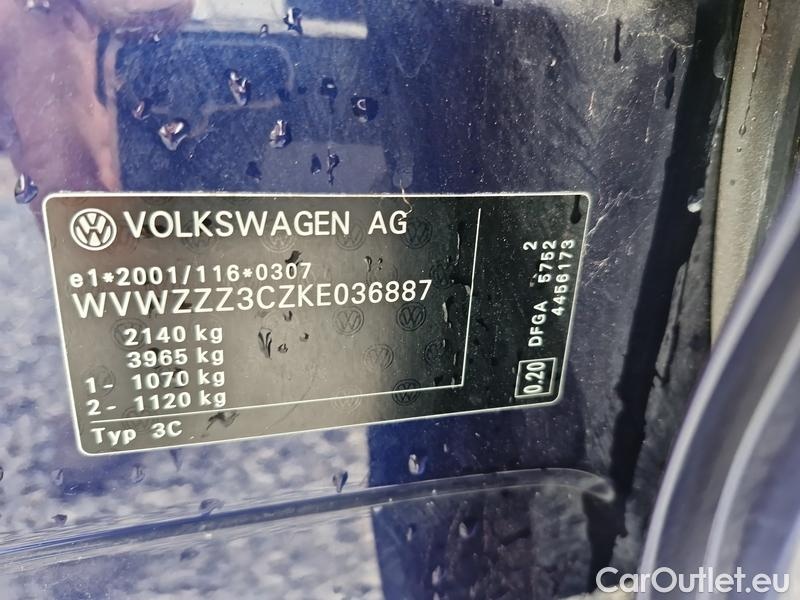 VOLKSWAGEN AG
e1*2001/116*0307
WVWZZZ3CZKE036887
2140 kg
3965 kg
1- 1070 kg
2- 1120 kg
Typ 3C
DFGA 5752 2
4456173
0.20
CarOutlet.eu